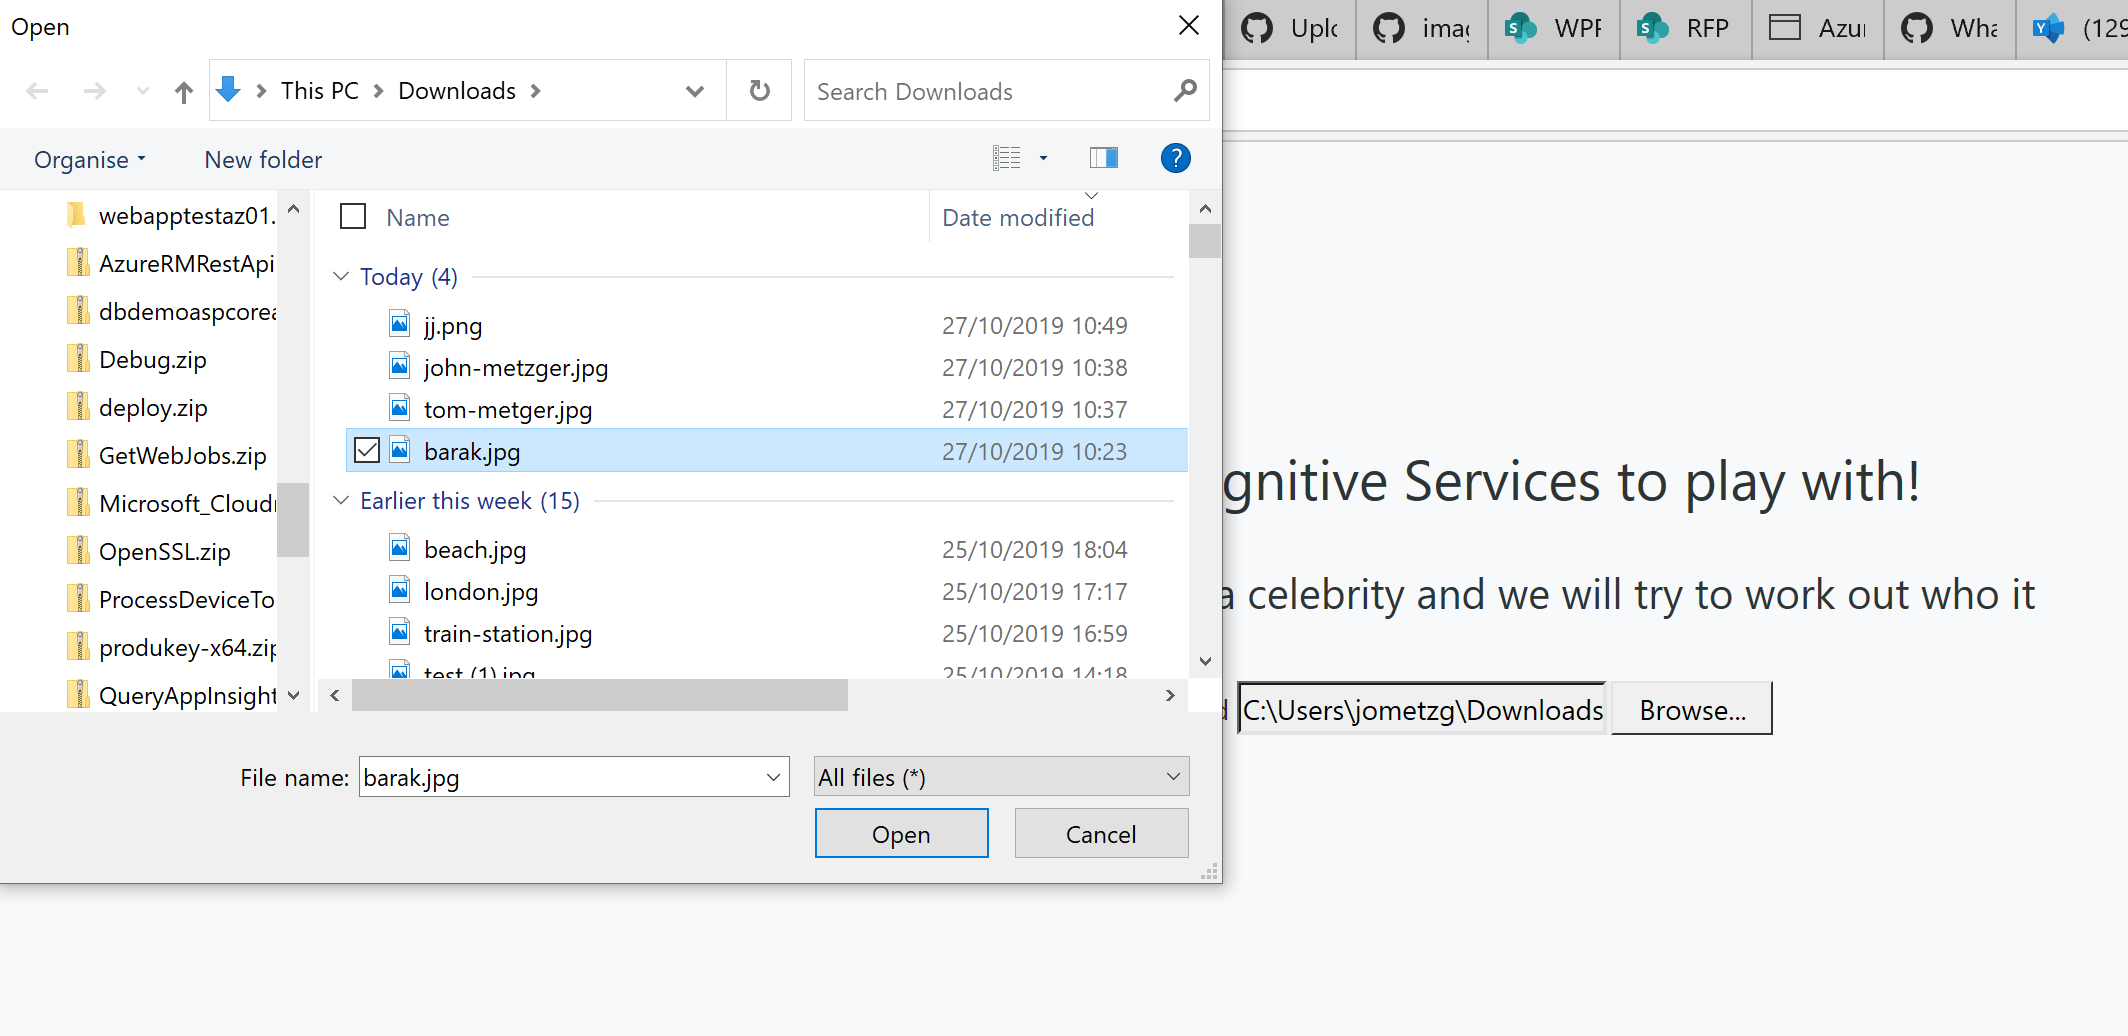 Open
Uplo
imag
WPF
RFP
Azur
Wha
(129
This PC
Downloads
Search Downloads
Organise
New folder
?
webapptestaz01.
AzureRMRestApi
dbdemoaspcorea
Debug.zip
deploy.zip
GetWebJobs.zip
Microsoft_Cloudr
OpenSSL.zip
ProcessDeviceTo
produkey-x64.zip
QueryAppInsight
Name Date modified
Today (4)
jj.png 27/10/2019 10:49
john-metzger.jpg 27/10/2019 10:38
tom-metger.jpg 27/10/2019 10:37
barak.jpg 27/10/2019 10:23
Earlier this week (15)
beach.jpg 25/10/2019 18:04
london.jpg 25/10/2019 17:17
train-station.jpg 25/10/2019 16:59
test (1).jpg 25/10/2019 14:18
File name: barak.jpg All files (*)
Open Cancel
gnitive Services to play with!
a celebrity and we will try to work out who it
d C:\Users\jometzg\Downloads Browse...